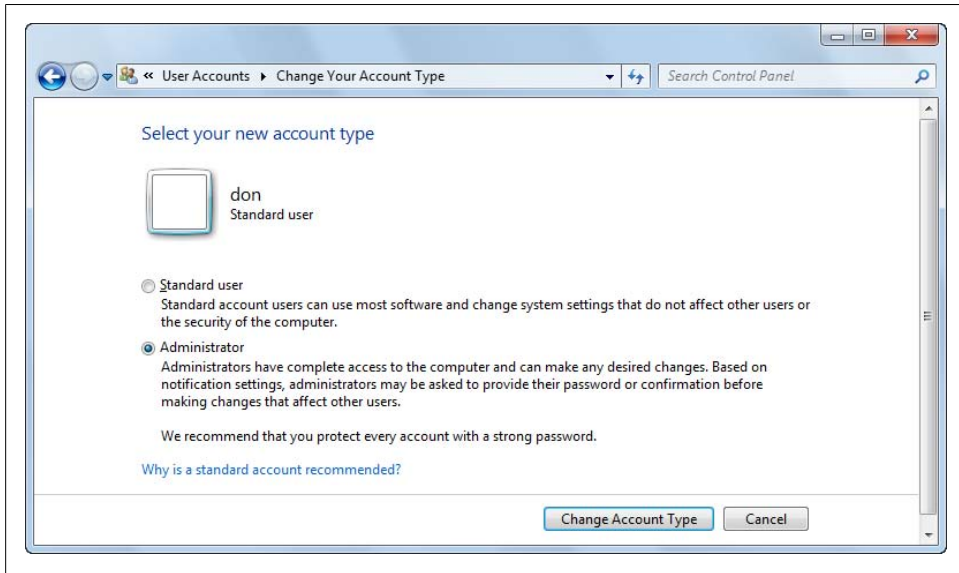 « User Accounts ▸ Change Your Account Type
Search Control Panel
Select your new account type
don
Standard user
Standard user
Standard account users can use most software and change system settings that do not affect other users or
the security of the computer.
Administrator
Administrators have complete access to the computer and can make any desired changes. Based on
notification settings, administrators may be asked to provide their password or confirmation before
making changes that affect other users.
We recommend that you protect every account with a strong password.
Why is a standard account recommended?
Change Account Type
Cancel